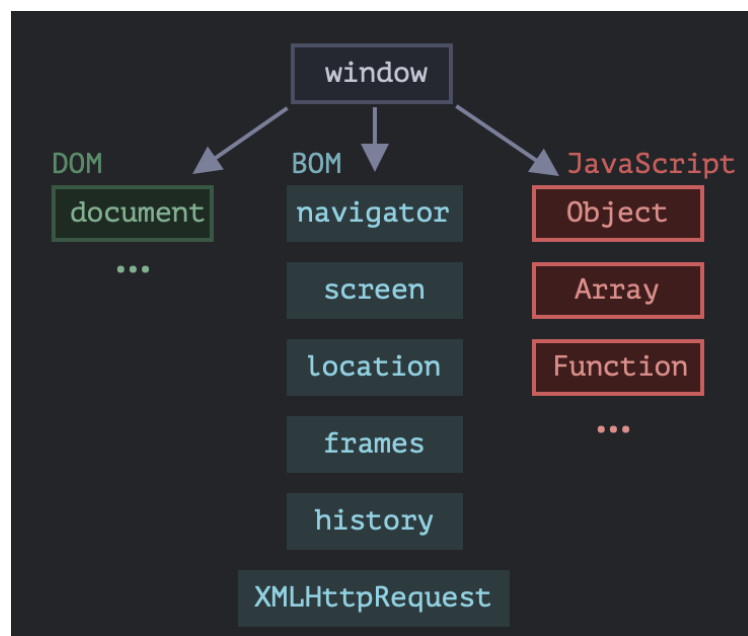 window
DOM
document
...
BOM
navigator
screen
location
frames
history
XMLHttpRequest
JavaScript
Object
Array
Function
...